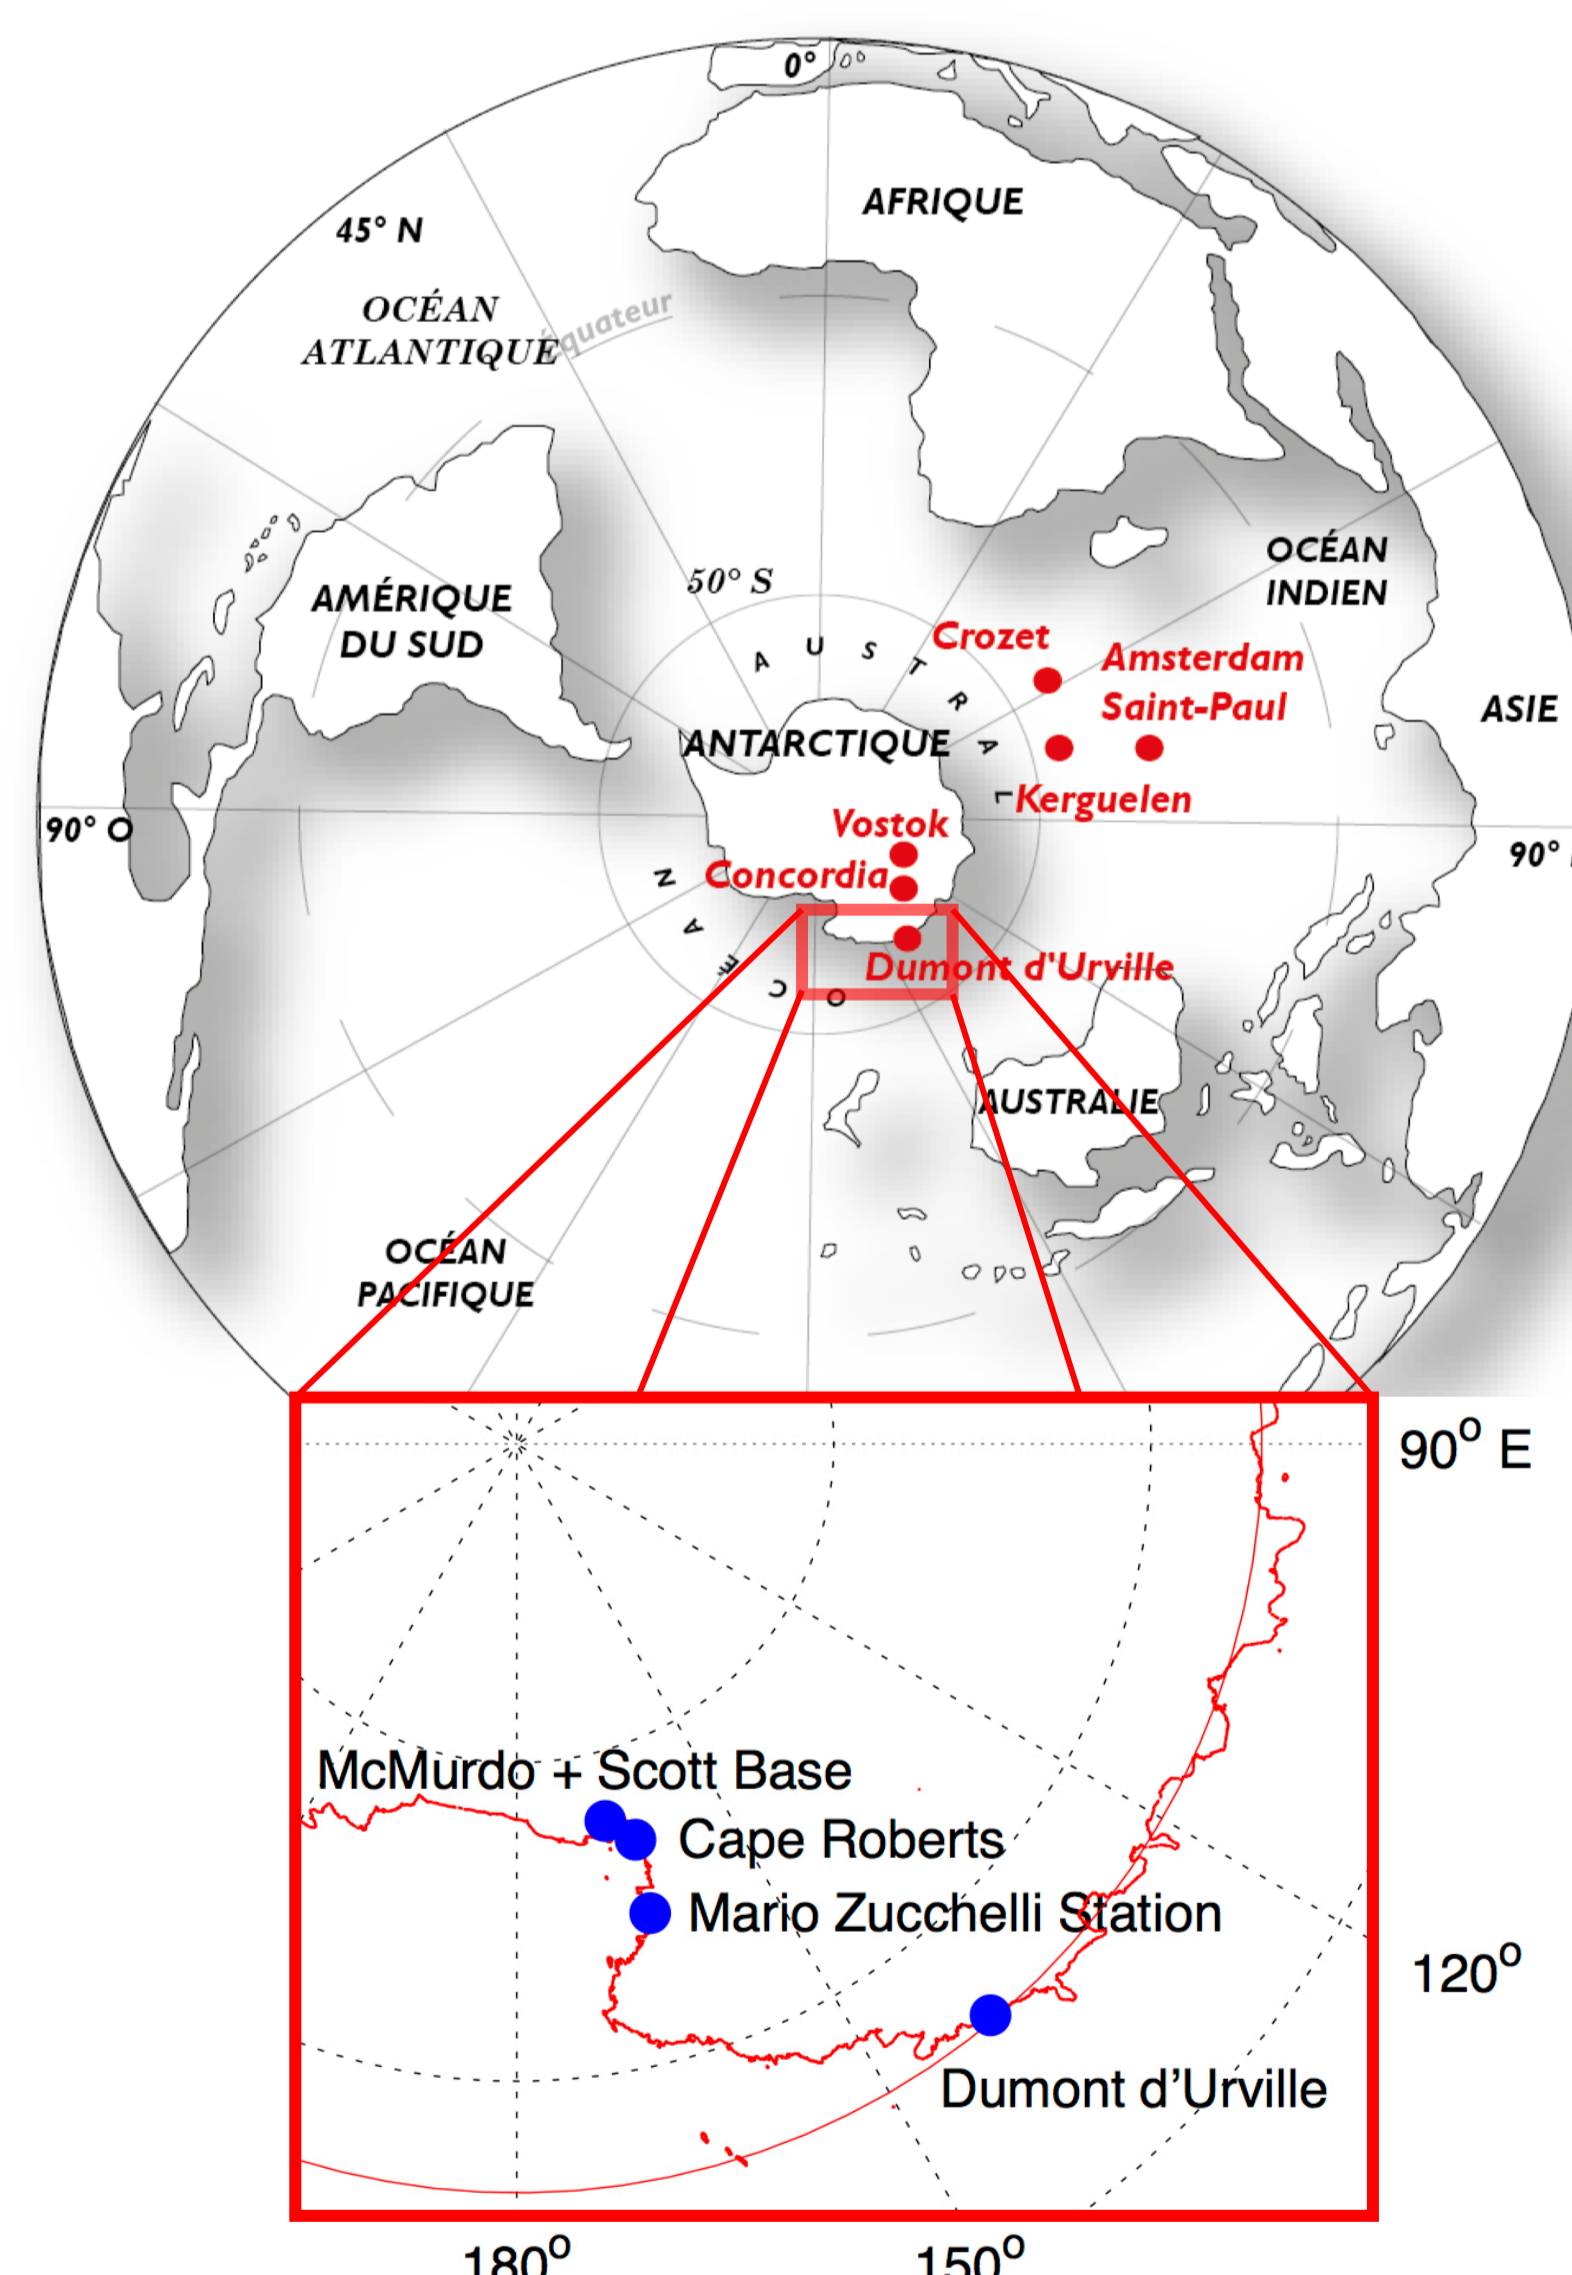 0°
AFRIQUE
45° N
OCÉAN
ATLANTIQUE
équateur
OCÉAN
INDIEN
50° S
AMÉRIQUE
DU SUD
AUSTRAL
Crozet
Amsterdam
Saint-Paul
ASIE
ANTARCTIQUE
Kerguelen
90° O
Vostok
90°
Concordia
OCÉAN
Dumont d'Urville
AUSTRALIE
OCÉAN
PACIFIQUE
90° E
McMurdo + Scott Base
Cape Roberts
Mario Zucchelli Station
120°
Dumont d'Urville
180°
150°